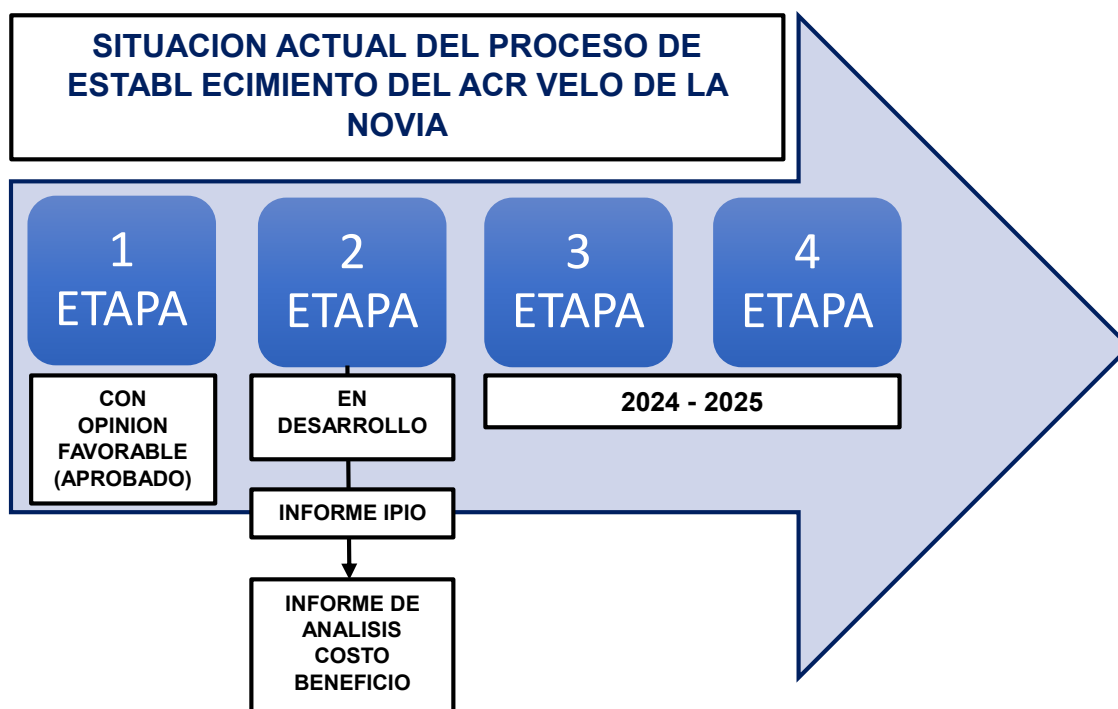 SITUACION ACTUAL DEL PROCESO DE
ESTABL ECIMIENTO DEL ACR VELO DE LA
NOVIA
1
ETAPA
2
ETAPA
3
ETAPA
4
ETAPA
CON
OPINION
FAVORABLE
(APROBADO)
EN
DESARROLLO
2024 - 2025
INFORME IPIO
INFORME DE
ANALISIS
COSTO
BENEFICIO